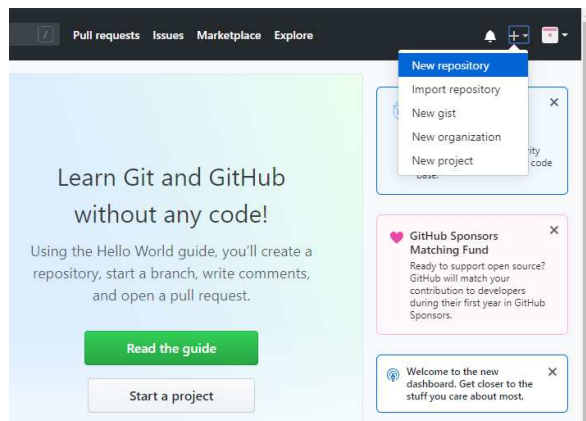 / Pull requests Issues Marketplace Explore
New repository
Import repository
New gist
New organization
New project
ity
code
base.
Learn Git and GitHub
without any code!
Using the Hello World guide, you'll create a
repository, start a branch, write comments,
and open a pull request.
Read the guide
Start a project
GitHub Sponsors
Matching Fund
Ready to support open source?
GitHub will match your
contribution to developers
during their first year in GitHub
Sponsors.
Welcome to the new
dashboard. Get closer to the
stuff you care about most.